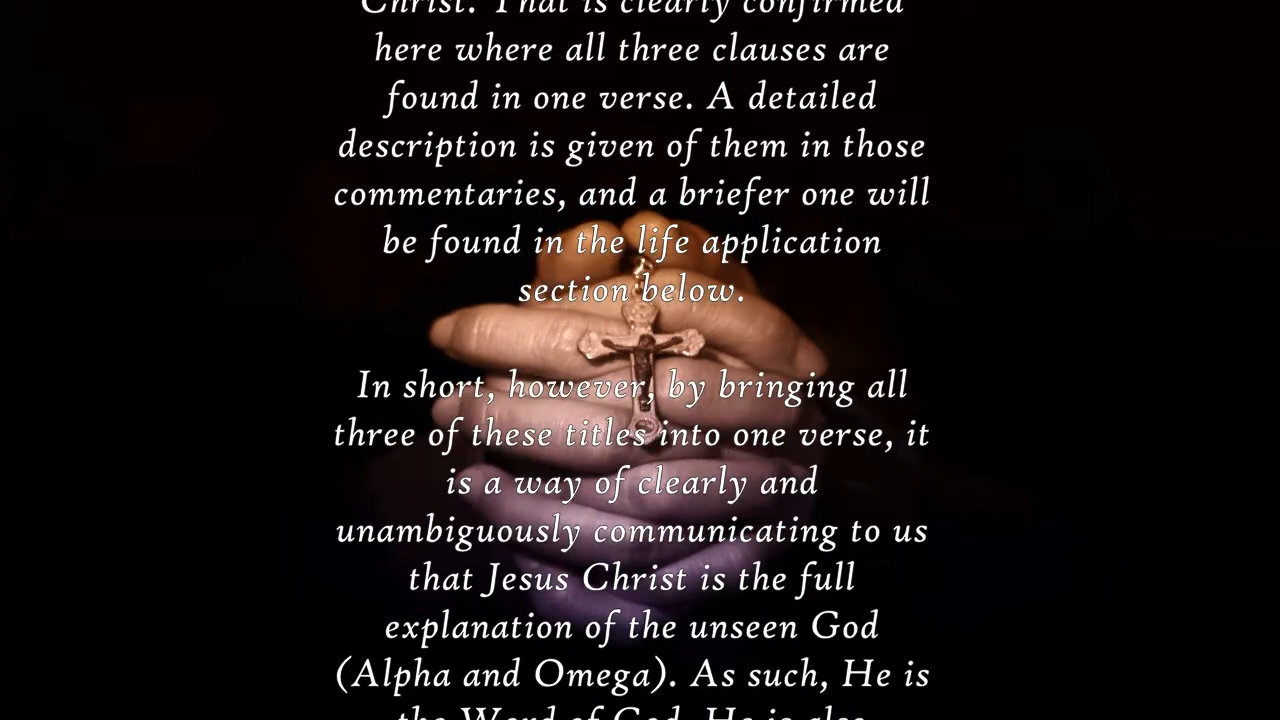 Christ. That is clearly confirmed
here where all three clauses are
found in one verse. A detailed
description is given of them in those
commentaries, and a briefer one will
be found in the life application
section below.
In short, however, by bringing all
three of these titles into one verse, it
is a way of clearly and
unambiguously communicating to us
that Jesus Christ is the full
explanation of the unseen God
(Alpha and Omega). As such, He is
the Word of God. He is also